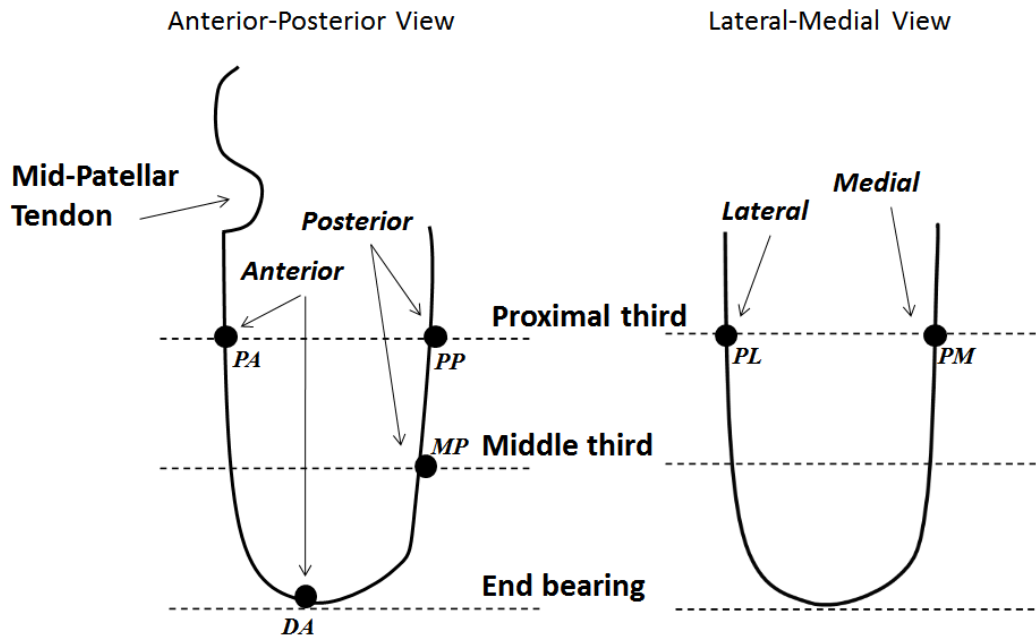 Anterior-Posterior View
Lateral-Medial View
Mid-Patellar
Tendon
Posterior
Anterior
Medial
Lateral
Proximal third
PA
PP
PL
PM
MP
Middle third
End bearing
DA